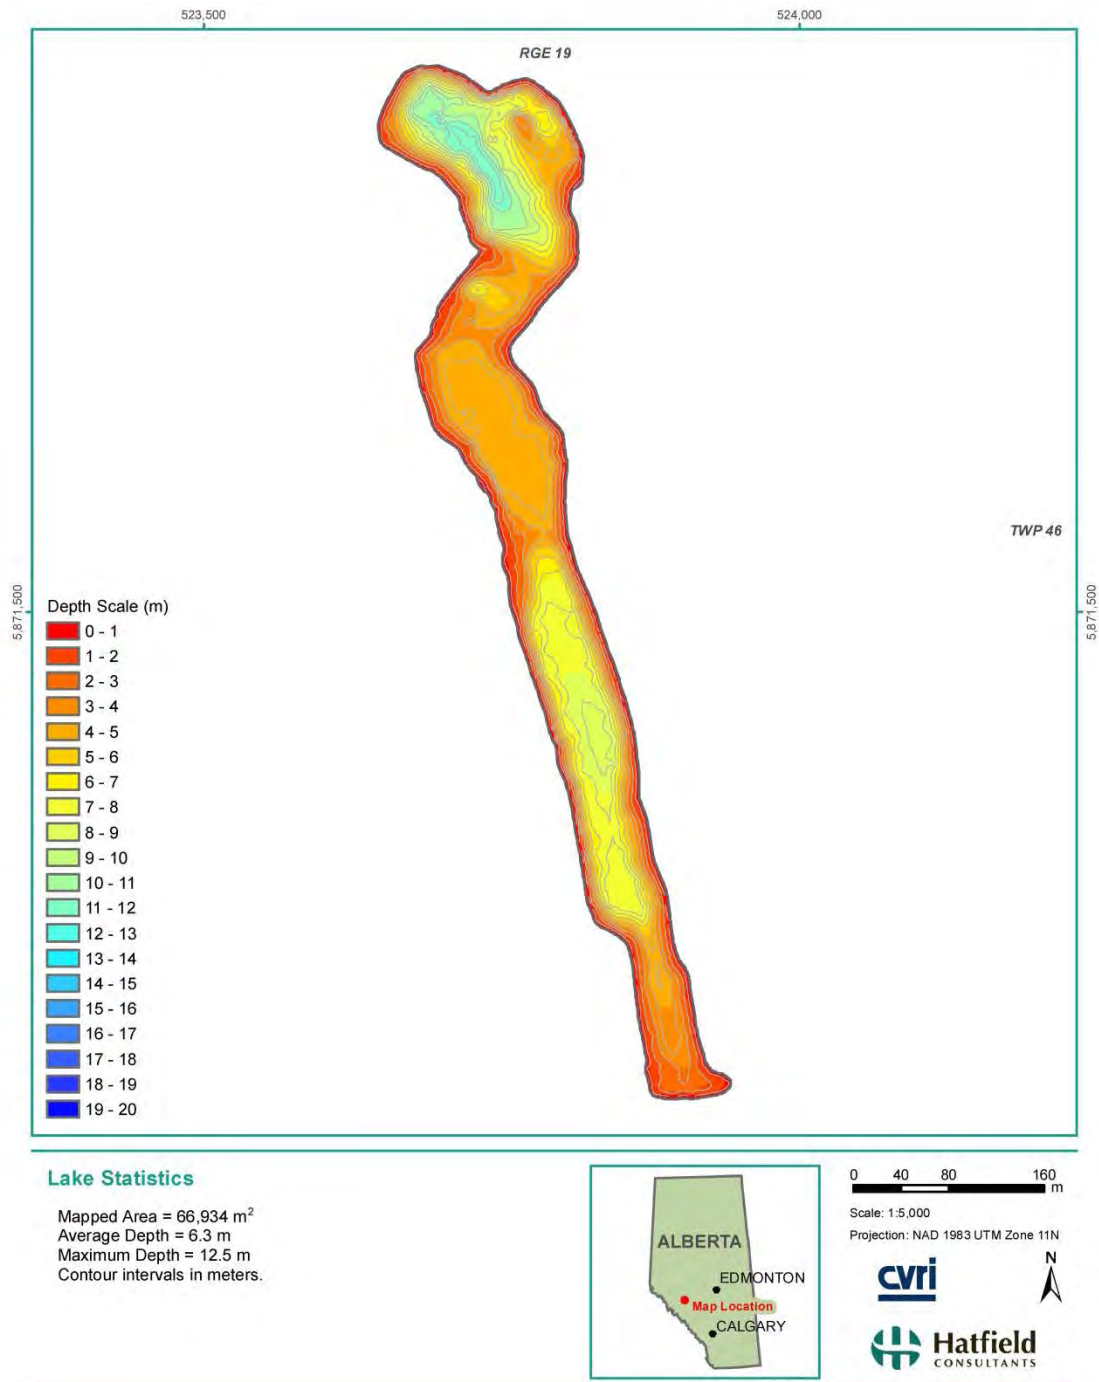 523,500
524,000
RGE 19
TWP 46
5,871,500
5,871,500
Depth Scale (m)
0 - 1
1 - 2
2 - 3
3 - 4
4 - 5
5 - 6
6 - 7
7 - 8
8 - 9
9 - 10
10 - 11
11 - 12
12 - 13
13 - 14
14 - 15
15 - 16
16 - 17
17 - 18
18 - 19
19 - 20
Lake Statistics
Mapped Area = 66,934 m²
Average Depth = 6.3 m
Maximum Depth = 12.5 m
Contour intervals in meters.
ALBERTA
EDMONTON
Map Location
CALGARY
0 40 80 160
m
Scale: 1:5,000
Projection: NAD 1983 UTM Zone 11N
cvri
N
Hatfield
CONSULTANTS